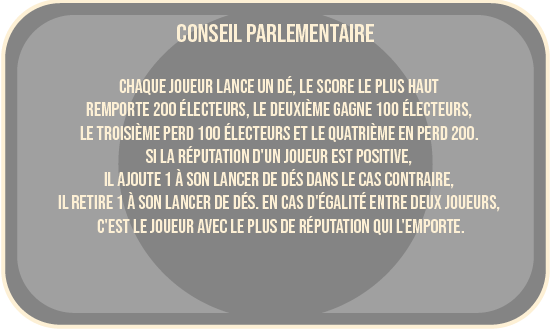 CONSEIL PARLEMENTAIRE
CHAQUE JOUEUR LANCE UN DÉ, LE SCORE LE PLUS HAUT
REMPORTE 200 ÉLECTEURS, LE DEUXIÈME GAGNE 100 ÉLECTEURS,
LE TROISIÈME PERD 100 ÉLECTEURS ET LE QUATRIÈME EN PERD 200.
SI LA RÉPUTATION D'UN JOUEUR EST POSITIVE,
IL AJOUTE 1 À SON LANCER DE DÉS DANS LE CAS CONTRAIRE,
IL RETIRE 1 À SON LANCER DE DÉS. EN CAS D'ÉGALITÉ ENTRE DEUX JOUEURS,
C'EST LE JOUEUR AVEC LE PLUS DE RÉPUTATION QUI L'EMPORTE.